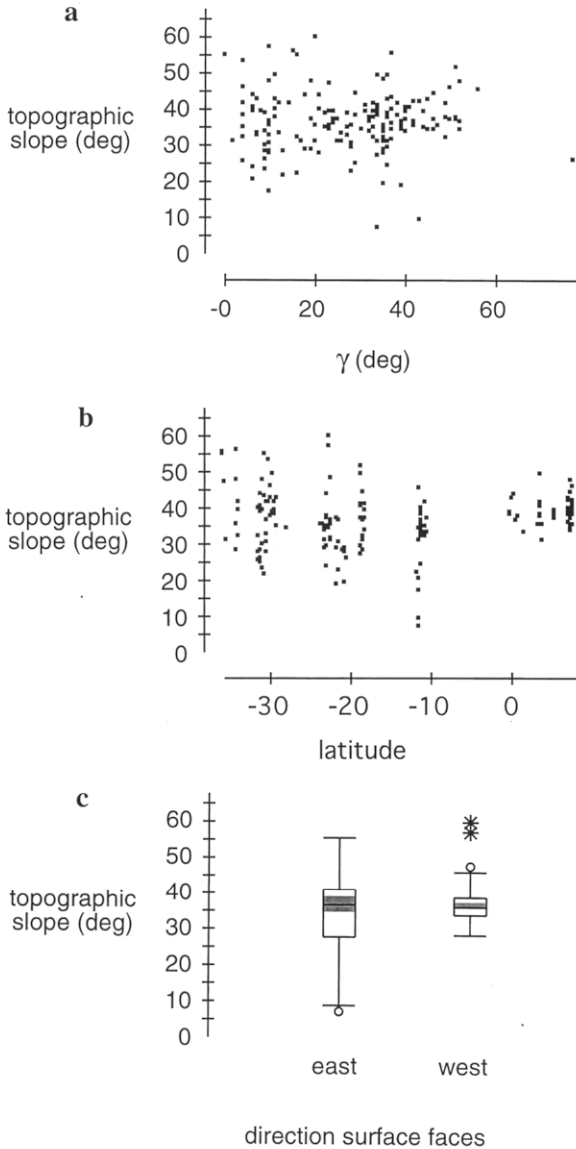 a
60
50
topographic
slope (deg)
40
30
20
10
0
-0 20 40 60
γ (deg)
b
60
50
topographic
slope (deg)
40
30
20
10
0
-30 -20 -10 0
latitude
c
60
50
topographic
slope (deg)
40
30
20
10
0
east west
direction surface faces